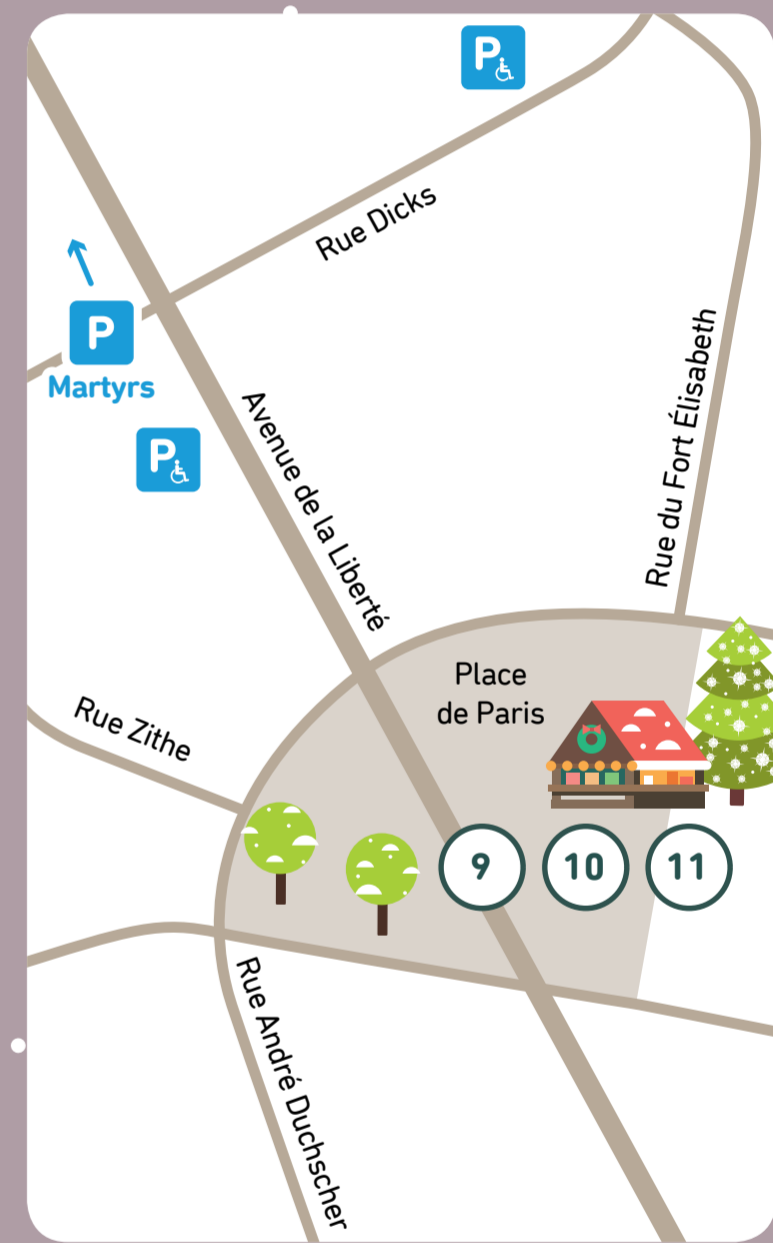 P
Rue Dicks
P
Martyrs
P
Avenue de la Liberté
Rue du Fort Élisabeth
Place
de Paris
Rue Zithe
9
10
11
Rue André Duchscher